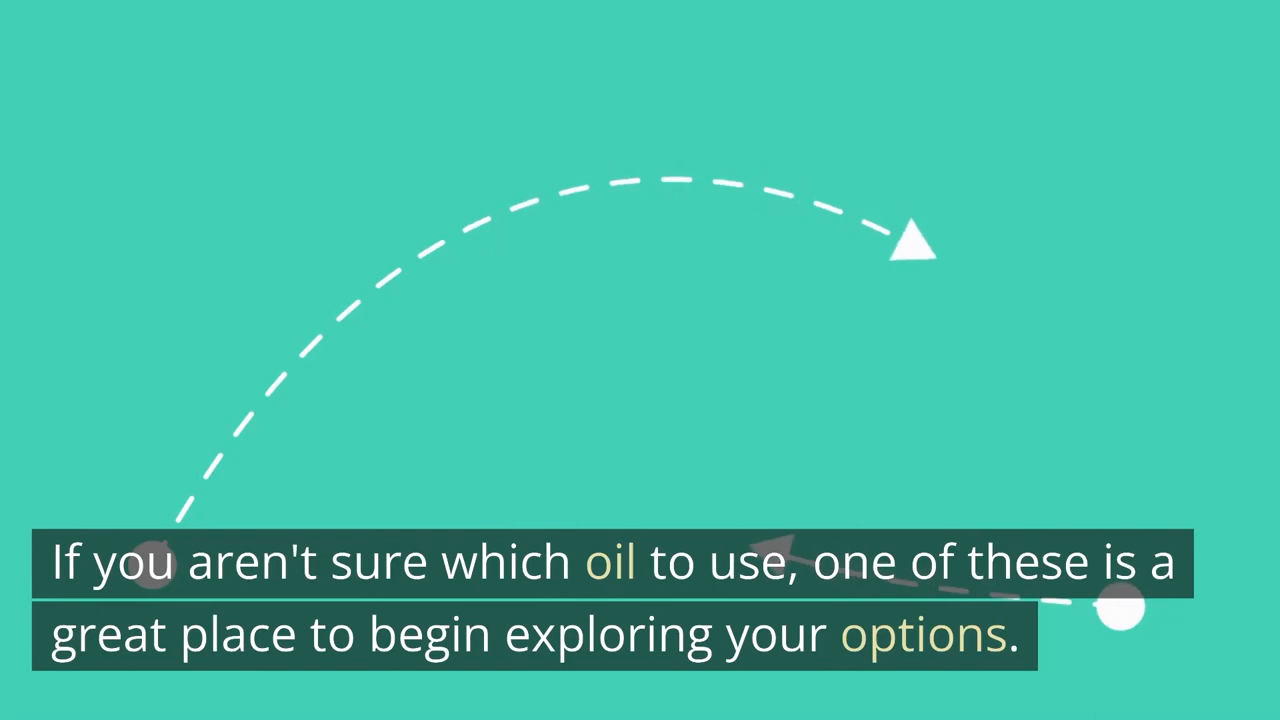 If you aren't sure which oil to use, one of these is a
great place to begin exploring your options.